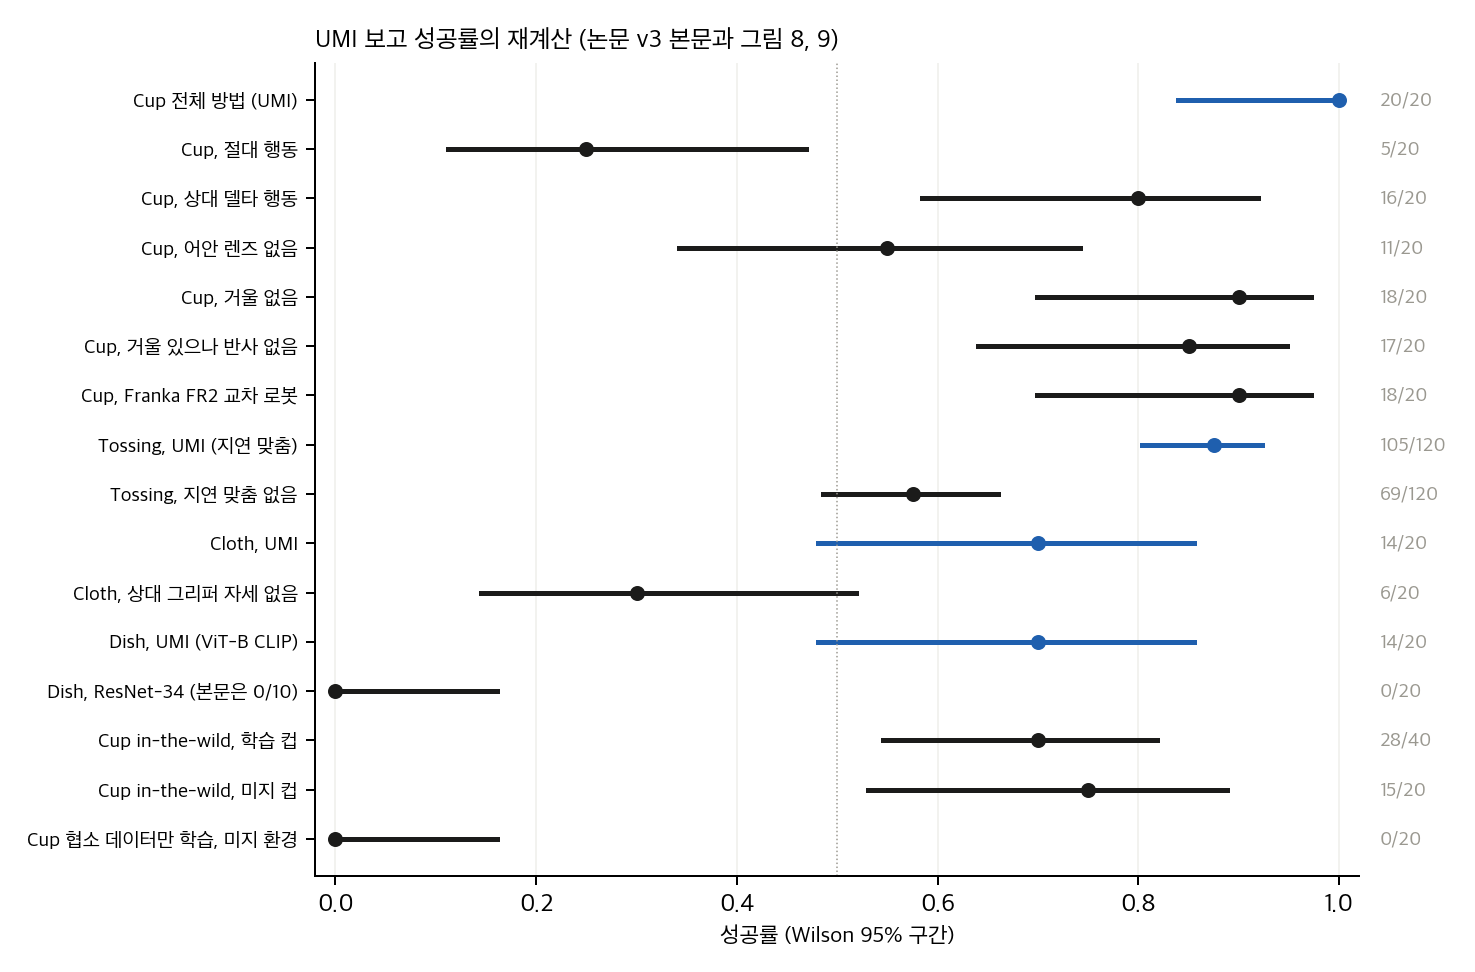 UMI 보고 성공률의 재계산 (논문 v3 본문과 그림 8, 9)
Cup 전체 방법 (UMI) 20/20
Cup, 절대 행동 5/20
Cup, 상대 델타 행동 16/20
Cup, 어안 렌즈 없음 11/20
Cup, 거울 없음 18/20
Cup, 거울 있으나 반사 없음 17/20
Cup, Franka FR2 교차 로봇 18/20
Tossing, UMI (지연 맞춤) 105/120
Tossing, 지연 맞춤 없음 69/120
Cloth, UMI 14/20
Cloth, 상대 그리퍼 자세 없음 6/20
Dish, UMI (ViT-B CLIP) 14/20
Dish, ResNet-34 (본문은 0/10) 0/20
Cup in-the-wild, 학습 컵 28/40
Cup in-the-wild, 미지 컵 15/20
Cup 협소 데이터만 학습, 미지 환경 0/20
0.0 0.2 0.4 0.6 0.8 1.0
성공률 (Wilson 95% 구간)